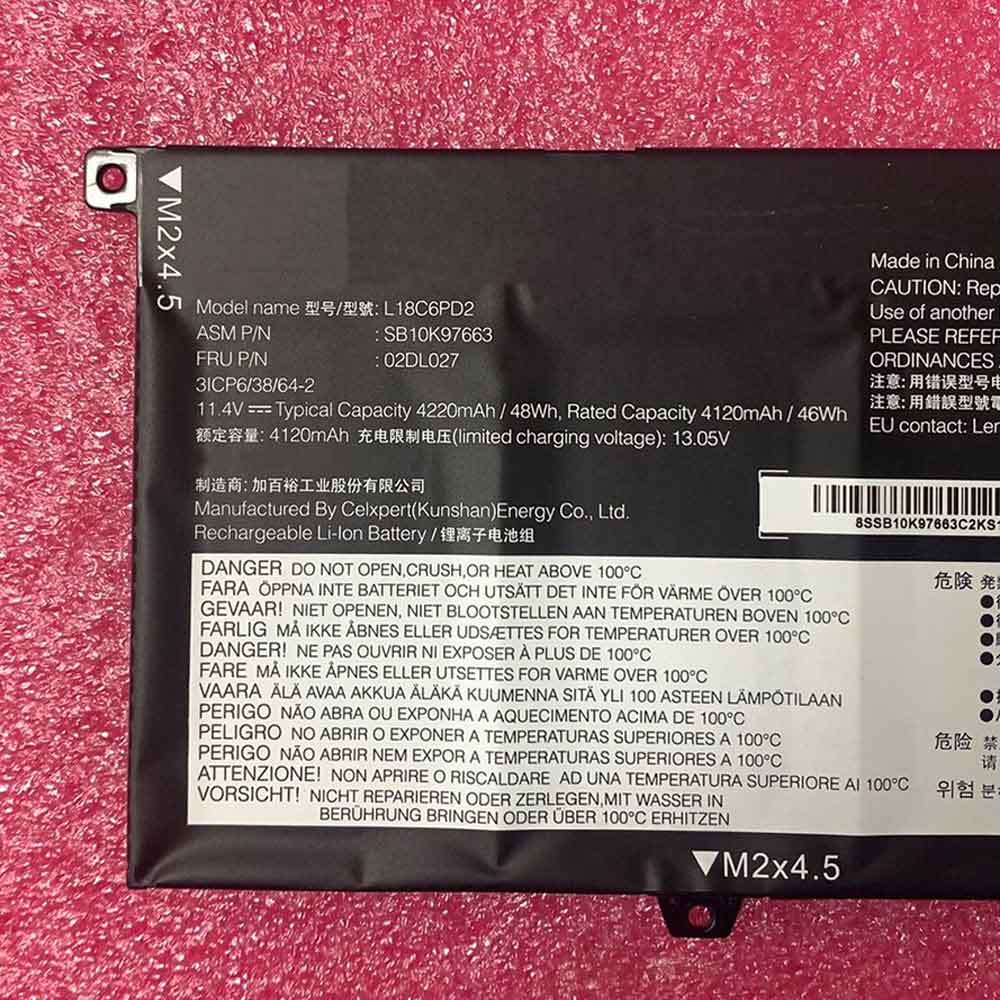 ▼M2x4.5
Model name 型号/型號: L18C6PD2
ASM P/N : SB10K97663
FRU P/N : 02DL027
3ICP6/38/64-2
11.4V⎓Typical Capacity 4220mAh / 48Wh, Rated Capacity 4120mAh / 46Wh
额定容量: 4120mAh 充电限制电压(limited charging voltage): 13.05V
制造商: 加百裕工业股份有限公司
Manufactured By Celxpert(Kunshan)Energy Co., Ltd.
Rechargeable Li-Ion Battery / 锂离子电池组
Made in China
CAUTION: Rep
Use of another
PLEASE REFER
ORDINANCES
注意: 用错误型号电
注意: 用錯誤型號電
EU contact: Len
8SSB10K97663C2KS1
DANGER DO NOT OPEN,CRUSH,OR HEAT ABOVE 100°C
FARA ÖPPNA INTE BATTERIET OCH UTSÄTT DET INTE FÖR VÄRME ÖVER 100°C
GEVAAR! NIET OPENEN, NIET BLOOTSTELLEN AAN TEMPERATUREN BOVEN 100°C
FARLIG MÅ IKKE ÅBNES ELLER UDSÆTTES FOR TEMPERATURER OVER 100°C
DANGER! NE PAS OUVRIR NI EXPOSER À PLUS DE 100°C
FARE MÅ IKKE ÅPNES ELLER UTSETTES FOR VARME OVER 100°C
VAARA ÄLÄ AVAA AKKUA ÄLÄKÄ KUUMENNA SITÄ YLI 100 ASTEEN LÄMPÖTILAAN
PERIGO NÃO ABRA OU EXPONHA A AQUECIMENTO ACIMA DE 100°C
PELIGRO NO ABRIR O EXPONER A TEMPERATURAS SUPERIORES A 100°C
PERIGO NÃO ABRIR NEM EXPOR A TEMPERATURAS SUPERIORES A 100°C
ATTENZIONE! NON APRIRE O RISCALDARE AD UNA TEMPERATURA SUPERIORE AI 100°C
VORSICHT! NICHT REPARIEREN ODER ZERLEGEN,MIT WASSER IN
BERÜHRUNG BRINGEN ODER ÜBER 100°C ERHITZEN
危険 発
危险 禁
请
위험 분
▼M2x4.5